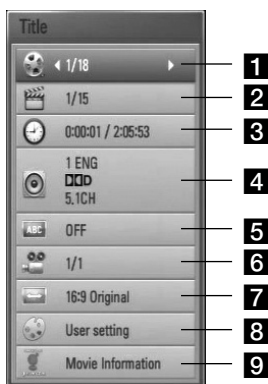 Title
1/18
1
1/15
2
0:00:01 / 2:05:53
3
1 ENG
D
5.1CH
4
ABC
OFF
5
1/1
6
16:9 Original
7
User setting
8
Movie Information
9